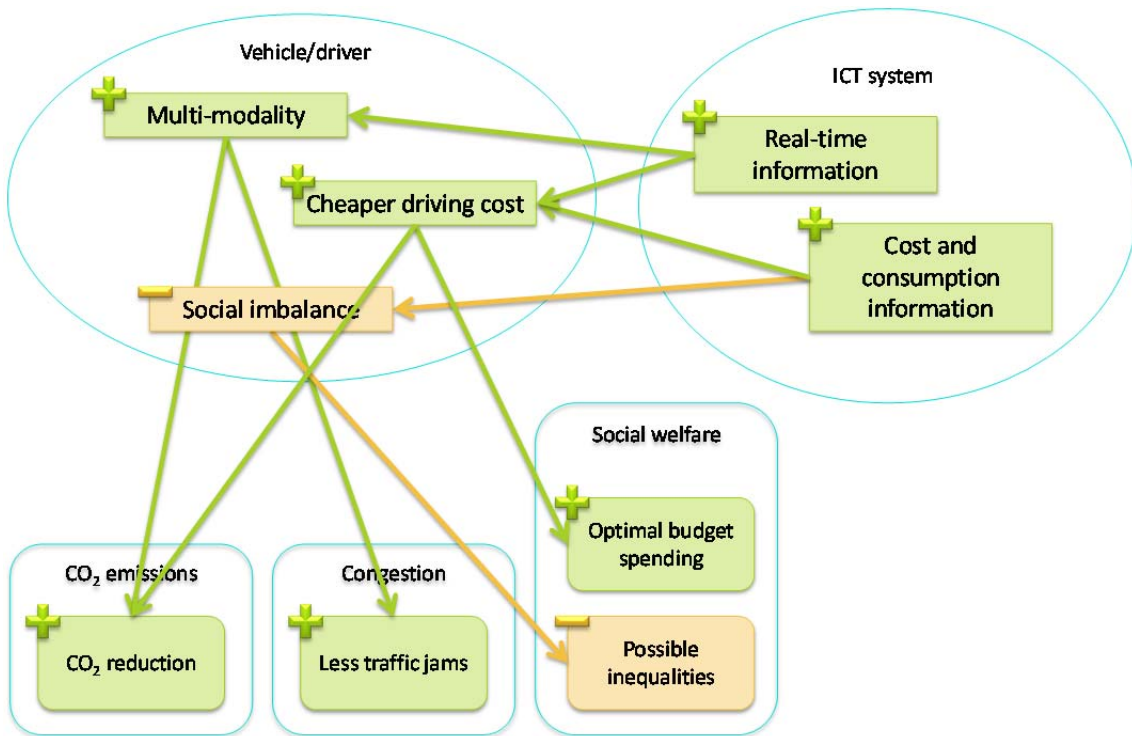 Vehicle/driver
ICT system
Multi-modality
Real-time
information
Cheaper driving cost
Cost and
consumption
information
Social imbalance
Social welfare
Optimal budget
spending
CO₂ emissions
Congestion
CO₂ reduction
Less traffic jams
Possible
inequalities